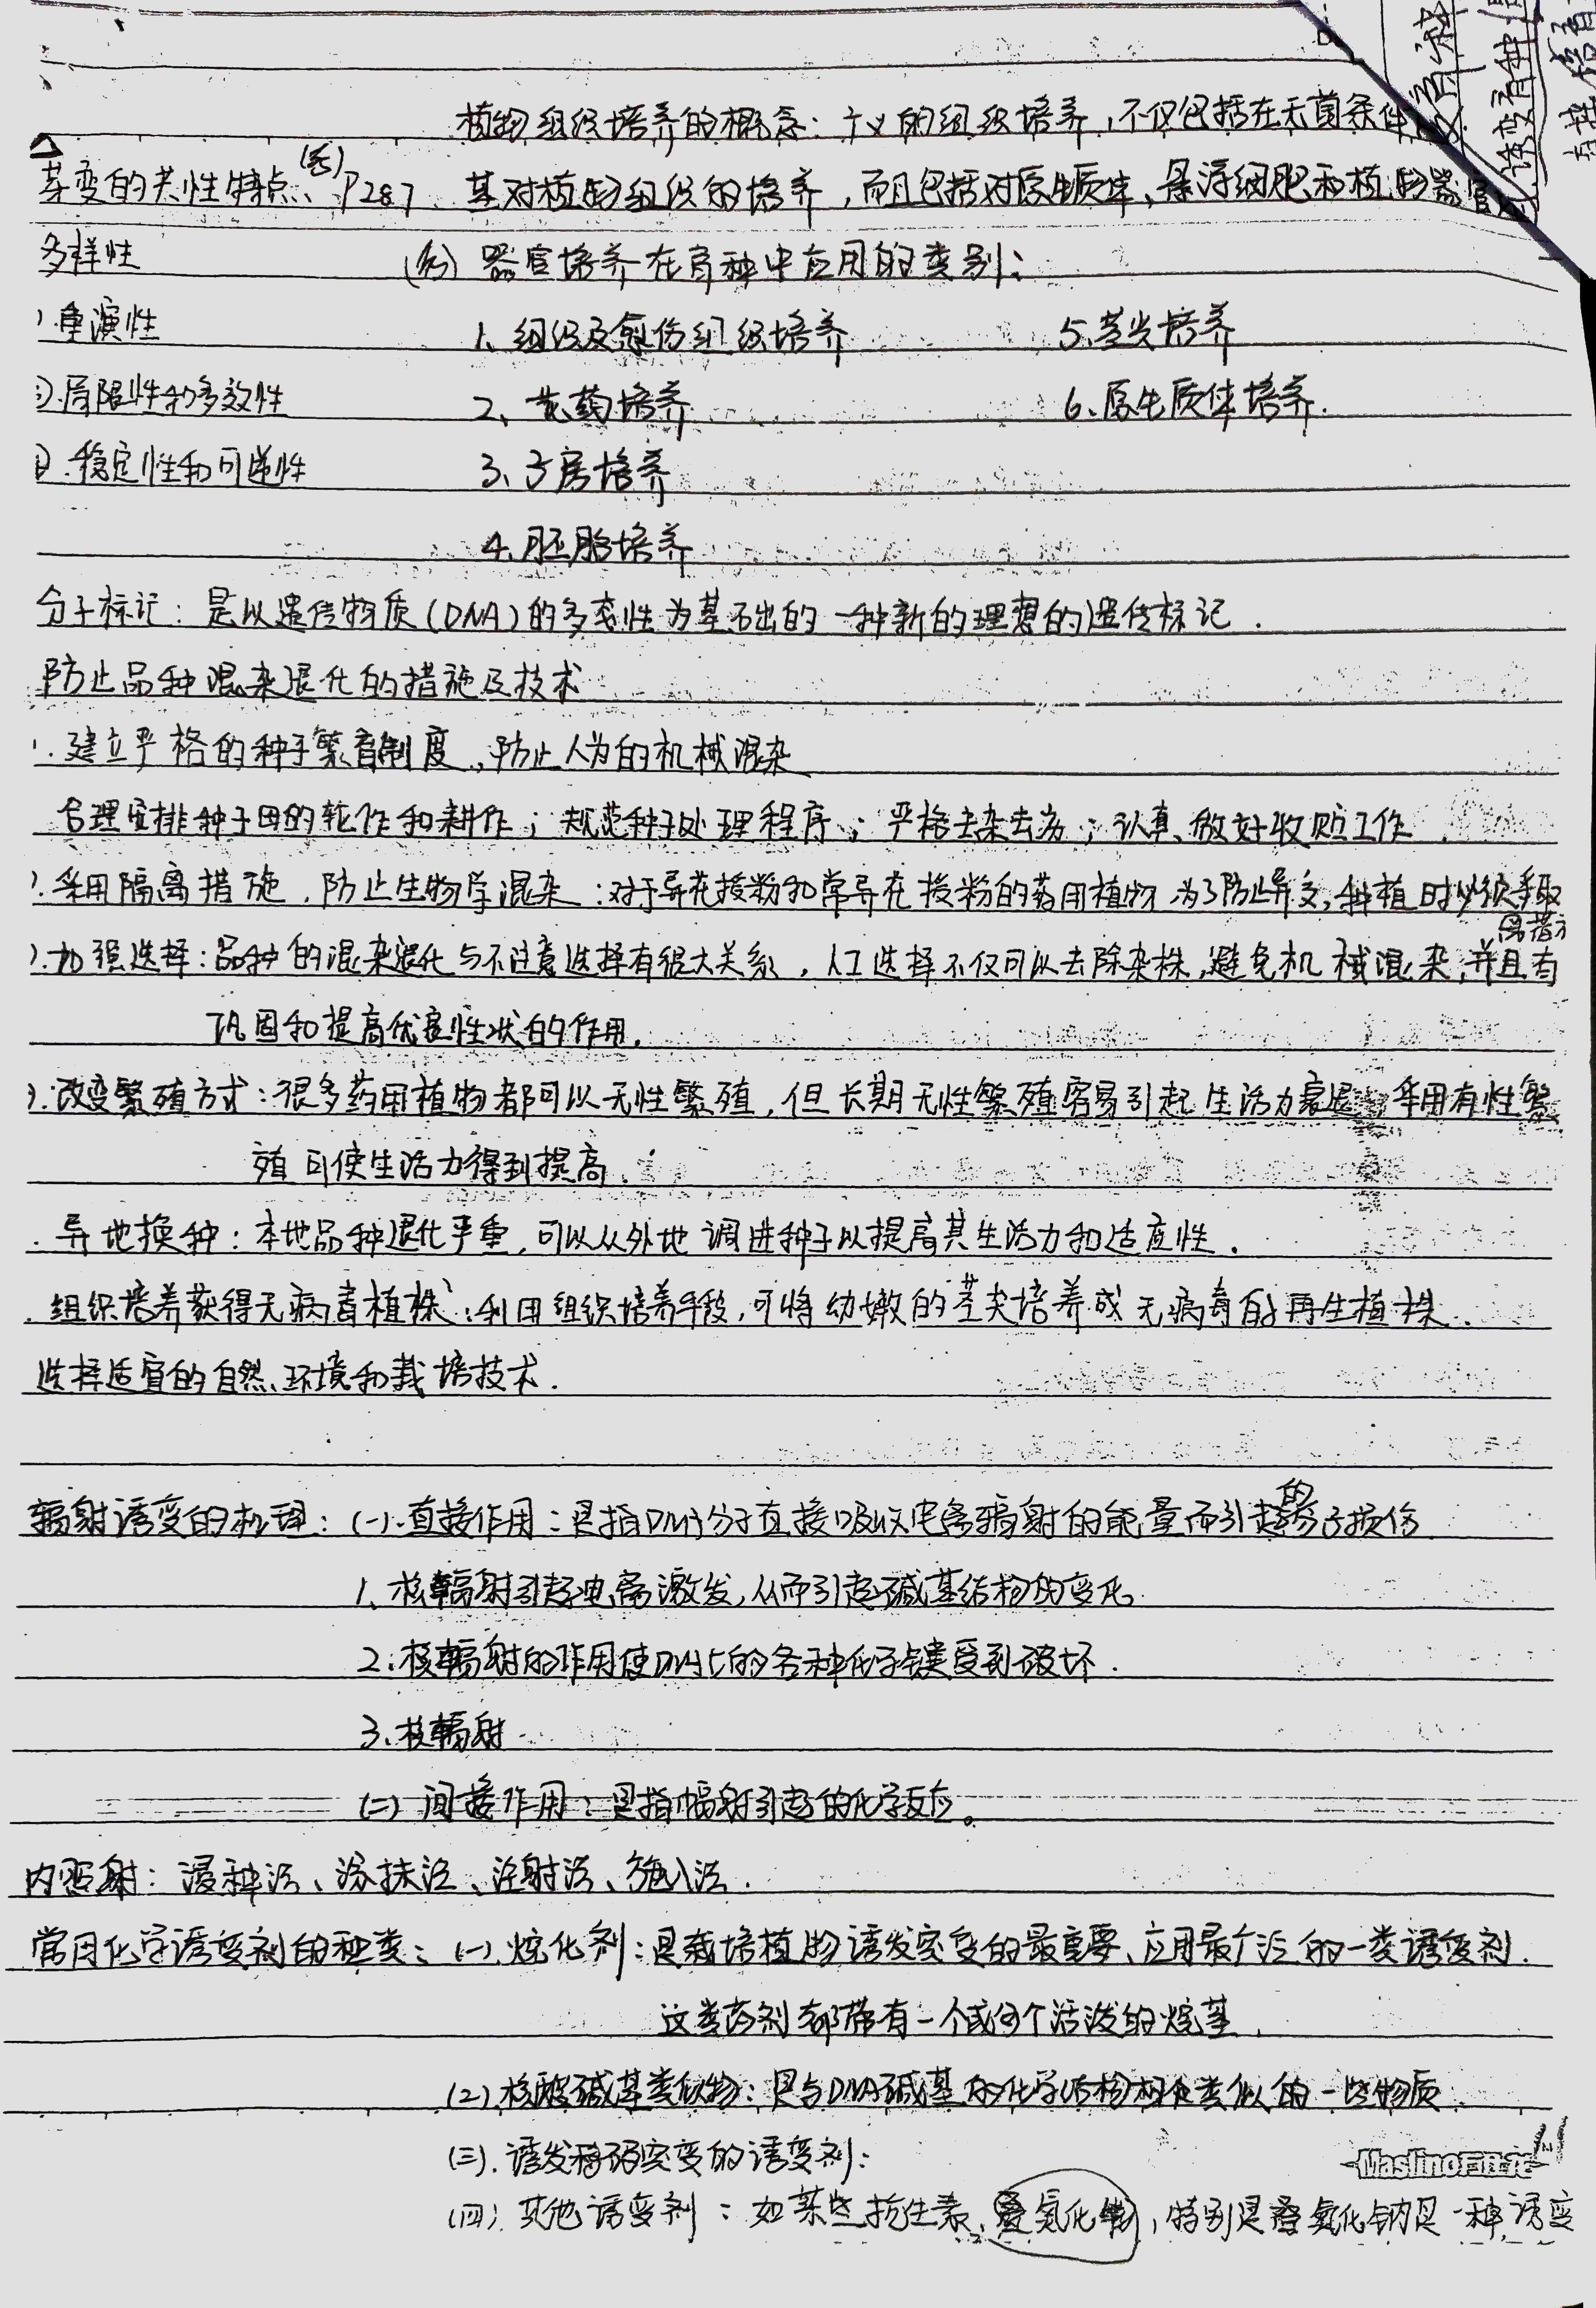 植物组织培养的概念：广义的组织培养，不仅包括在无菌条件
芽变的共性特点、P287
基对植物组织的培养，而且包括对原生质体、悬浮细胞和植物器官
多样性
(务) 器官培养在育种中应用的类别：
重演性
1、组织及愈伤组织培养
5、茎尖培养
局限性和多效性
2、花药培养
6、原生质体培养.
稳定性和可逆性
3、子房培养
4、胚胎培养
分子标记：是以遗传物质(DNA)的多态性为基础出的一种新的理想的遗传标记.
防止品种混杂退化的措施及技术
1.建立严格的种子繁育制度，防止人为的机械混杂
合理安排种子田的轮作和耕作；规范种子处理程序；严格去杂去劣；认真做好收贮工作
采用隔离措施，防止生物学混杂：对于异花授粉和常异花授粉的药用植物，为了防止异交，种植时必须采取
离措
加强选择：品种的混杂退化与不注意选择有很大关系，人工选择不仅可以去除杂株，避免机械混杂，并且有
巩固和提高优良性状的作用.
改变繁殖方式：很多药用植物都可以无性繁殖，但长期无性繁殖容易引起生活力衰退，采用有性繁
殖可使生活力得到提高.
异地换种：本地品种退化严重，可以从外地调进种子以提高其生活力和适应性.
组织培养获得无病毒植株：利用组织培养手段，可将幼嫩的茎尖培养成无病毒的再生植株.
选择适宜的自然环境和栽培技术.
辐射诱变的机理：(一).直接作用：是指DNA分子直接吸收电离辐射的能量而引起的分子损伤
1、核辐射引起电离激发，从而引起碱基结构的变化
2、核辐射的作用使DNA上的各种化学键受到破坏.
3、核辐射
(二) 间接作用：是指辐射引起的化学反应。
内照射：浸种法、涂抹法、注射法、施入法.
常用化学诱变剂的种类：(一).烷化剂：是栽培植物诱发突变的最重要、应用最广泛的一类诱变剂.
这类药剂都带有一个或多个活泼的烷基.
(2).核酸碱基类似物：是与DNA碱基的化学结构相类似的一些物质
(三).诱发移码突变的诱变剂：
Maslino
(四).其他诱变剂：如某些抗生素、叠氮化物，特别是叠氮化钠是一种诱变